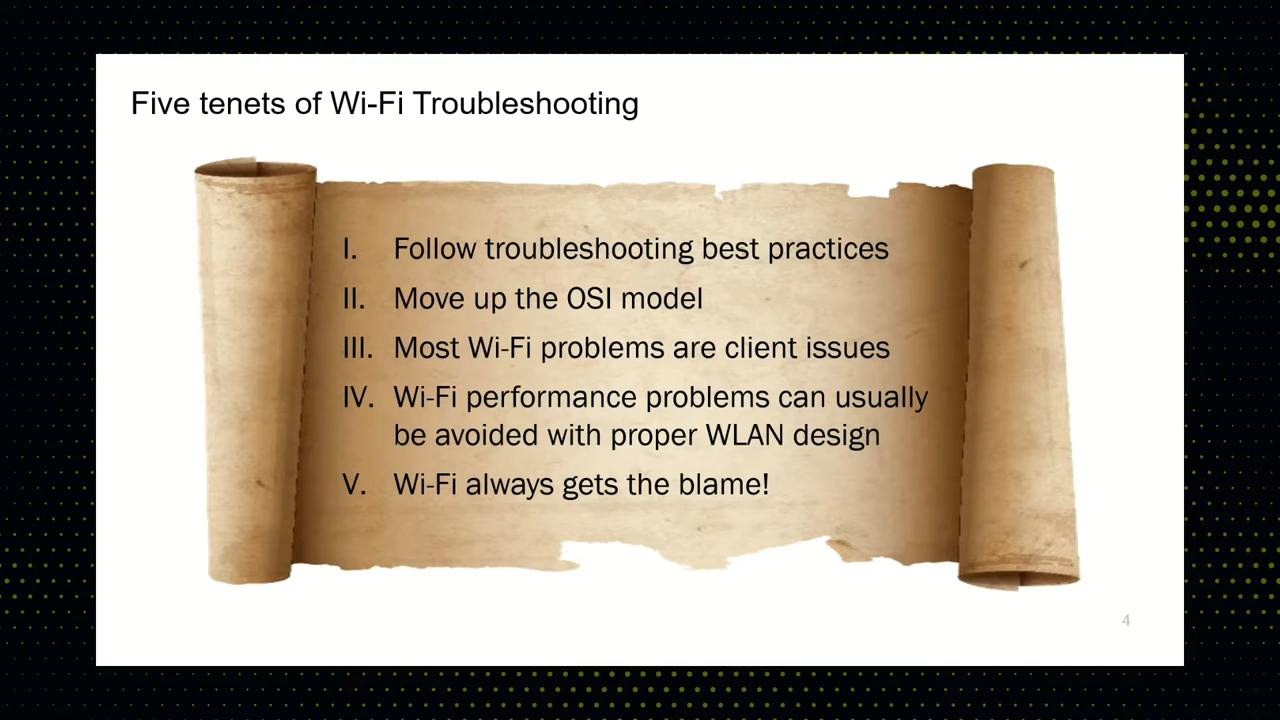 Five tenets of Wi-Fi Troubleshooting
I. Follow troubleshooting best practices
II. Move up the OSI model
III. Most Wi-Fi problems are client issues
IV. Wi-Fi performance problems can usually
be avoided with proper WLAN design
V. Wi-Fi always gets the blame!
4